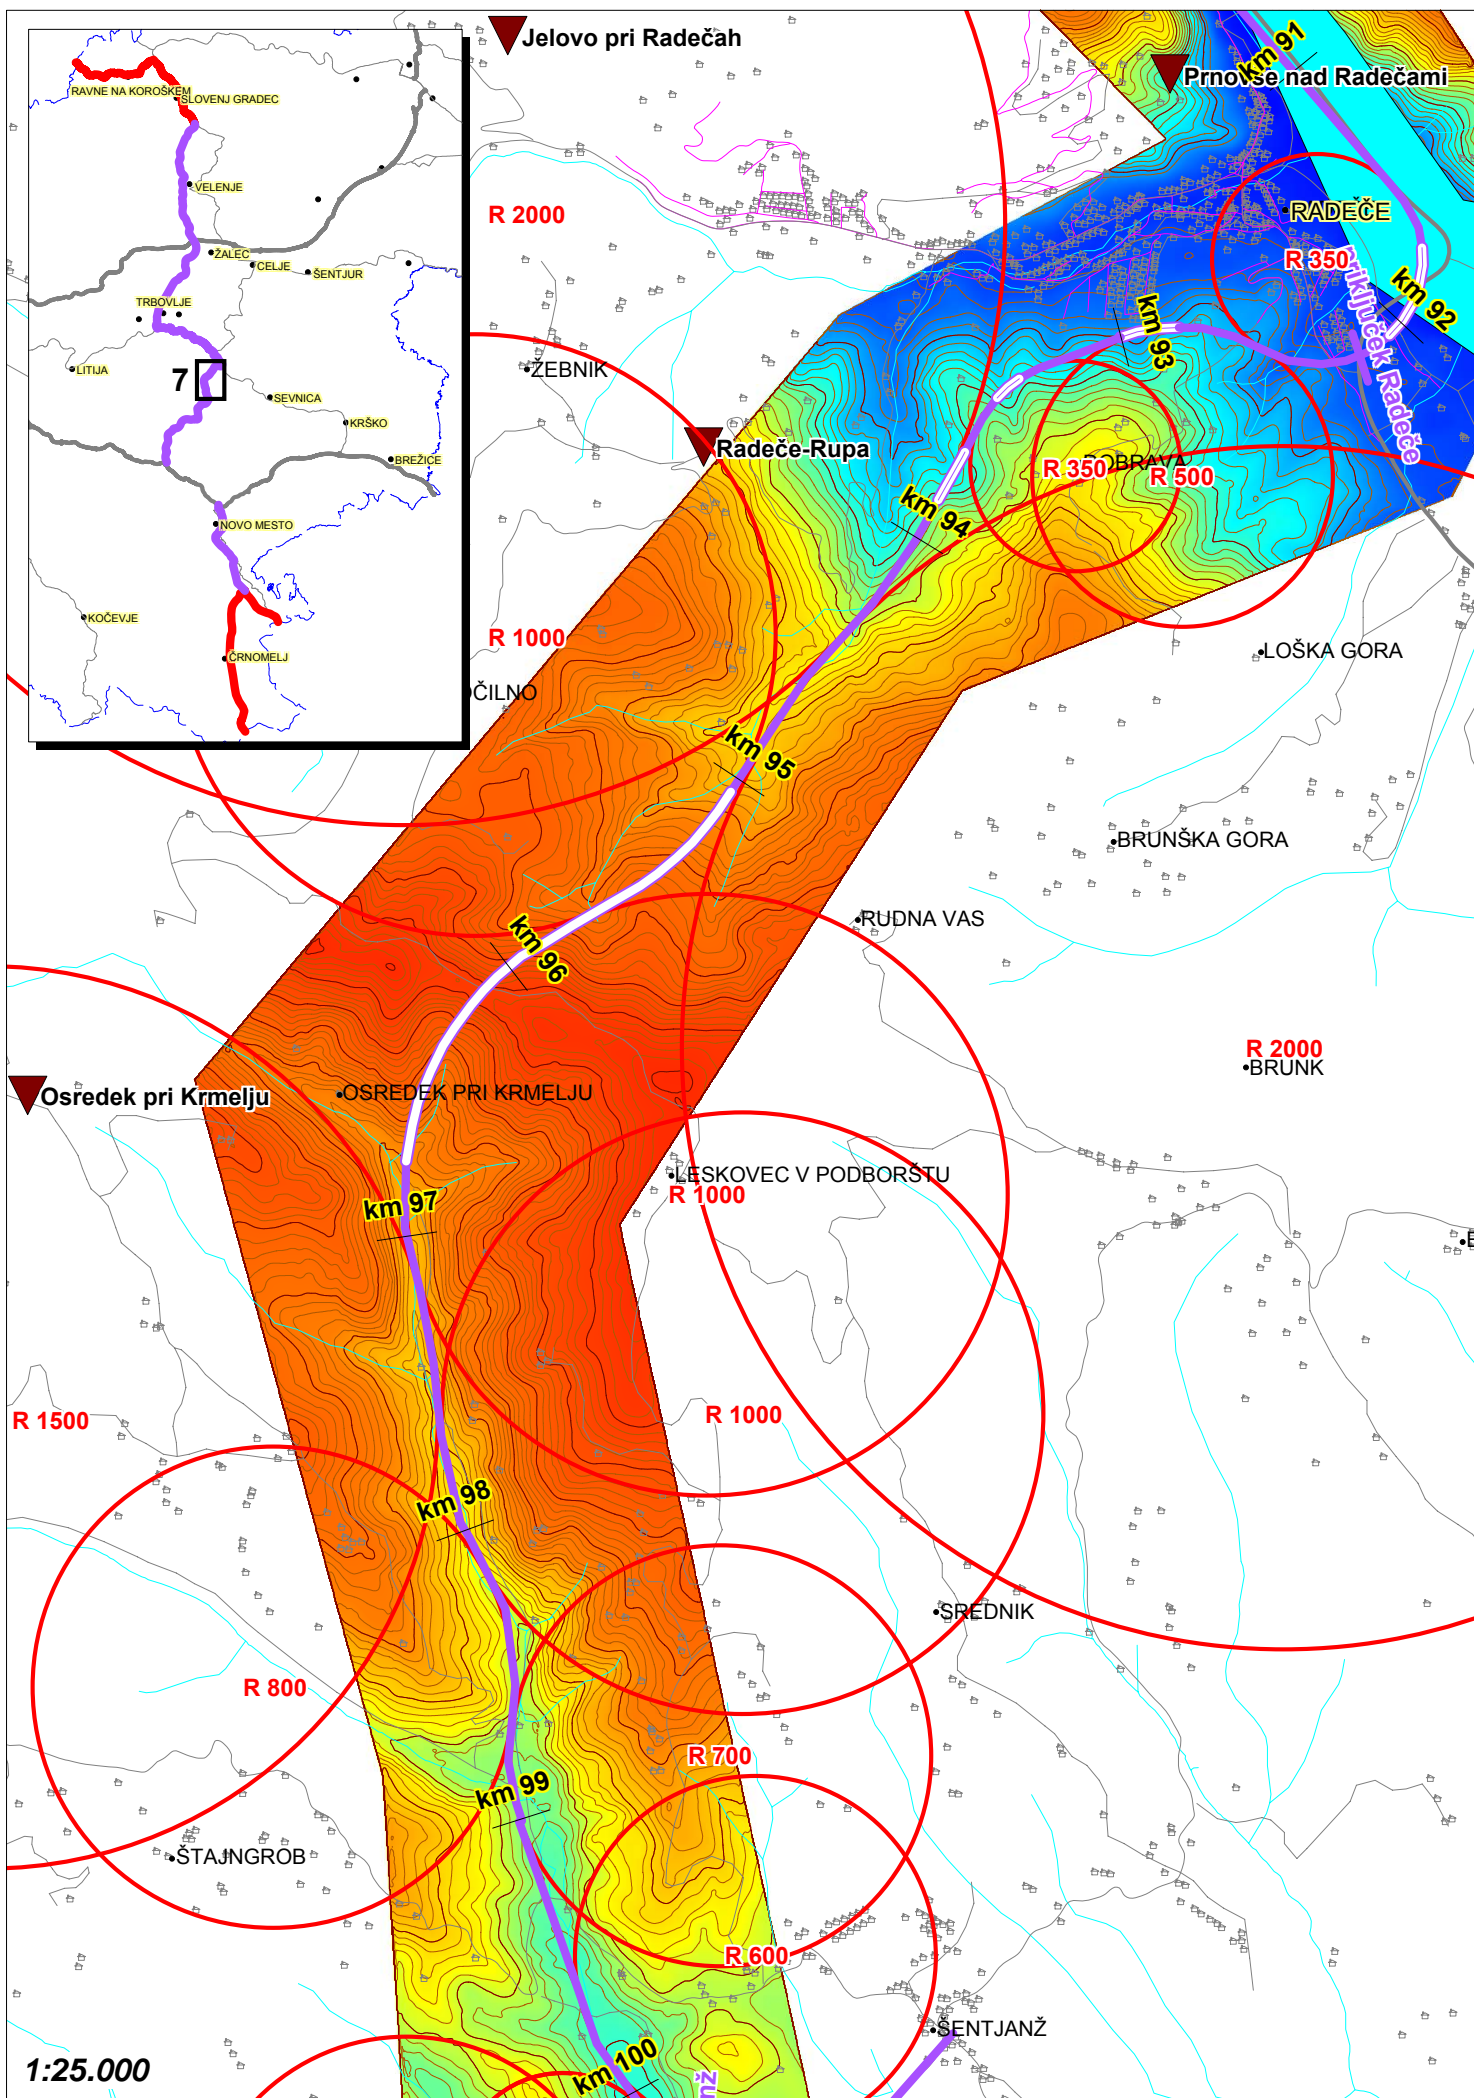 Jelovo pri Radečah
km 91
RAVNE NA KOROŠKEM
SLOVENJ GRADEC
VELENJE
ŽALEC
CELJE
ŠENTJUR
TRBOVLJE
LITIJA
7
SEVNICA
KRŠKO
BREŽICE
NOVO MESTO
KOČEVJE
ČRNOMELJ
R 2000
RADEČE
R 350
km 92
priključek Radeče
km 93
ŽEBNIK
Radeče-Rupa
DOBRAVA
R 350
R 500
km 94
R 1000
LOŠKA GORA
km 95
BRUNŠKA GORA
RUDNA VAS
km 96
R 2000
BRUNK
OSREDEK PRI KRMELJU
Osredek pri Krmelju
LESKOVEC V PODBORŠTU
R 1000
km 97
R 1500
R 1000
km 98
SREDNIK
R 800
R 700
km 99
ŠTAJNGROB
R 600
ŠENTJANŽ
km 100
1:25.000